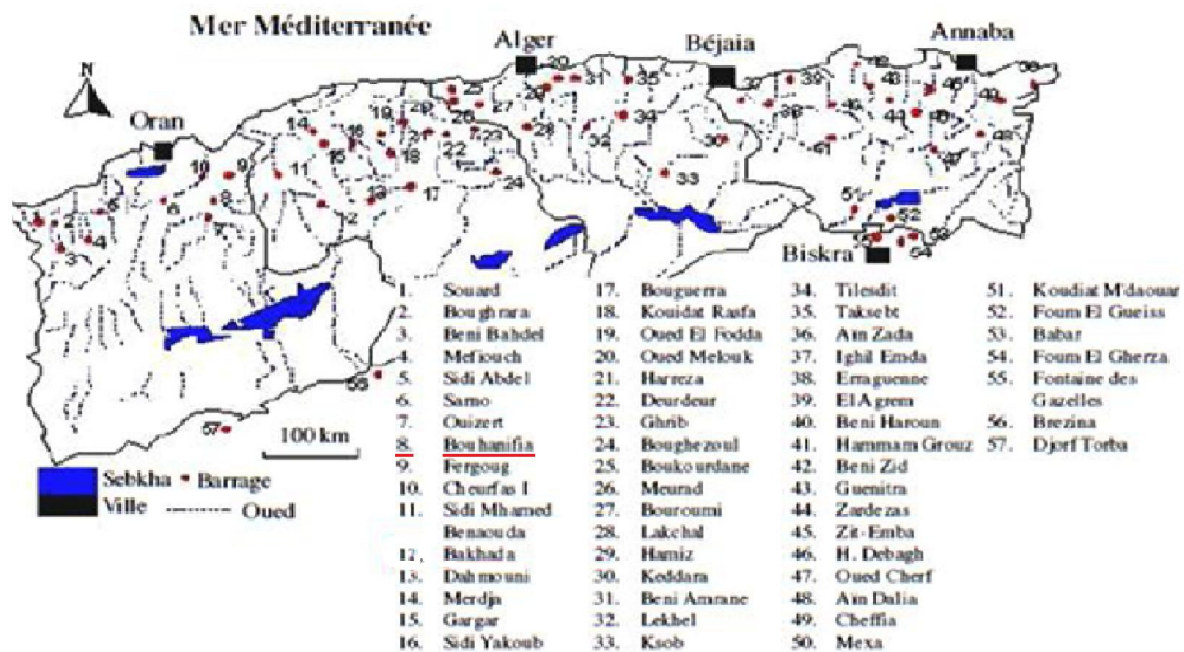 Mer Méditerranée
N
Oran
Alger
Béjaia
Annaba
Biskra
100 km
Sebkha
Barrage
Ville
Oued
1. Souard
2 Boughrara
3. Beni Bahdel
4 Mefiouch
5. Sidi Abdel
6. Sarno
7. Ouizert
8 Bouhanifia
9. Fergoug
10. Cheurfas I
11. Sidi Mhamed
Benaouda
12, Bakhada
13. Dahmouni
14. Merdja
15. Gargar
16. Sidi Yakoub
17. Bouguerra
18. Kouidat Rasfa
19. Oued El Fodda
20. Oued Melouk
21. Harreza
22. Deurdeur
23. Ghrib
24. Boughezoul
25. Boukourdane
26. Meurad
27. Bouroumi
28. Lakehal
29. Hamiz
30. Keddara
31. Beni Amrane
32. Lekhel
33. Ksob
34. Tilesdit
35. Taksebt
36. Ain Zada
37. Ighil Emda
38. Erraguenne
39. El Agrem
40. Beni Haroun
41. Hammam Grouz
42. Beni Zid
43. Guenitra
44. Zardezas
45. Zit-Emba
46. H. Debagh
47. Oued Cherf
48. Ain Dalia
49. Cheffia
50. Mexa
51. Koudiat M'daouar
52. Foum El Gueiss
53. Babar
54. Foum El Gherza
55. Fontaine des
Gazelles
56. Brezina
57. Djorf Torba